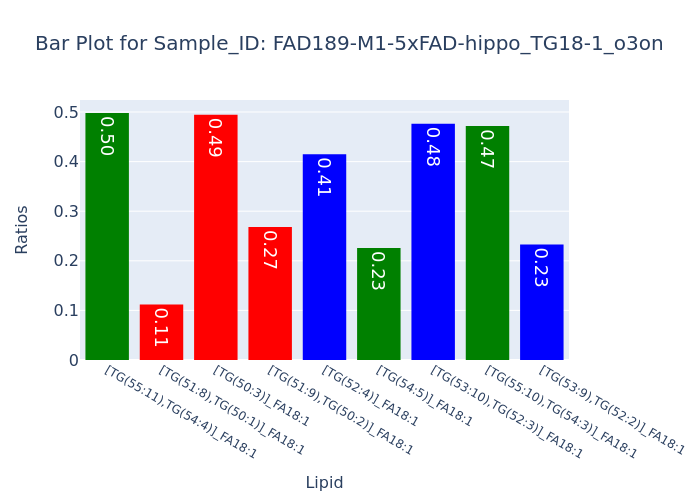 Bar Plot for Sample_ID: FAD189-M1-5xFAD-hippo_TG18-1_o3on
Ratios
0.5
0.4
0.3
0.2
0.1
0
0.50
0.11
0.49
0.27
0.41
0.23
0.48
0.47
0.23
[TG(55:11),TG(54:4)]_FA18:1
[TG(51:8),TG(50:1)]_FA18:1
[TG(50:3)]_FA18:1
[TG(51:9),TG(50:2)]_FA18:1
[TG(52:4)]_FA18:1
[TG(54:5)]_FA18:1
[TG(53:10),TG(52:3)]_FA18:1
[TG(55:10),TG(54:3)]_FA18:1
[TG(53:9),TG(52:2)]_FA18:1
Lipid